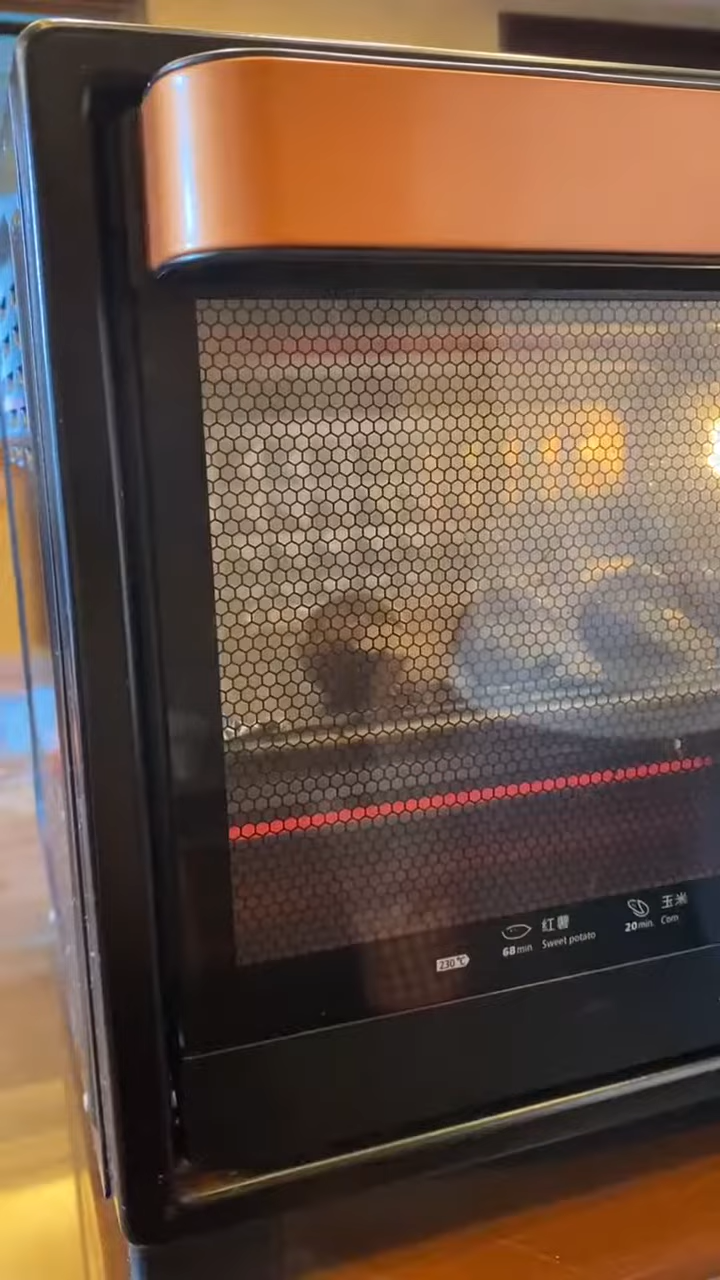 230℃
红薯
68min. Sweet potato
玉米
20min. Corn